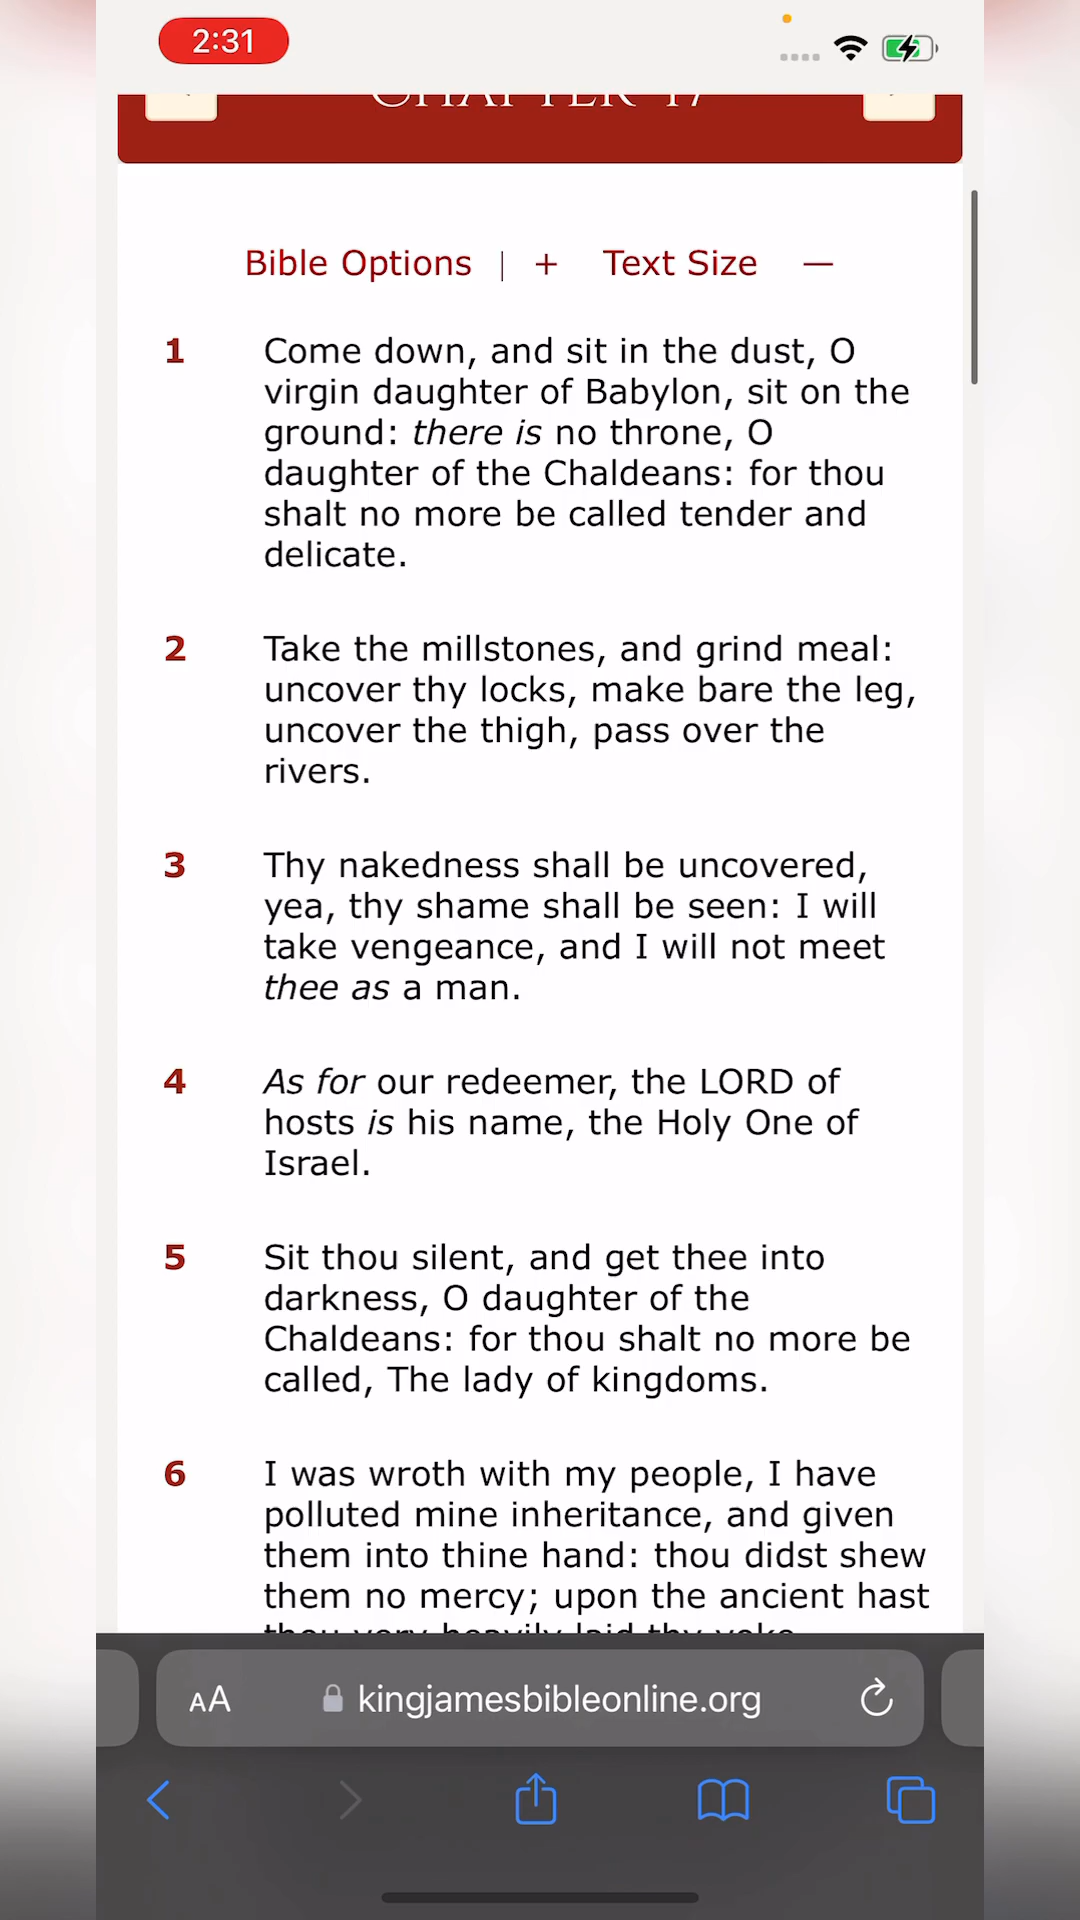 2:31
CHAPTER 47
Bible Options | + Text Size —
1 Come down, and sit in the dust, O
virgin daughter of Babylon, sit on the
ground: there is no throne, O
daughter of the Chaldeans: for thou
shalt no more be called tender and
delicate.
2 Take the millstones, and grind meal:
uncover thy locks, make bare the leg,
uncover the thigh, pass over the
rivers.
3 Thy nakedness shall be uncovered,
yea, thy shame shall be seen: I will
take vengeance, and I will not meet
thee as a man.
4 As for our redeemer, the LORD of
hosts is his name, the Holy One of
Israel.
5 Sit thou silent, and get thee into
darkness, O daughter of the
Chaldeans: for thou shalt no more be
called, The lady of kingdoms.
6 I was wroth with my people, I have
polluted mine inheritance, and given
them into thine hand: thou didst shew
them no mercy; upon the ancient hast
thou very heavily laid thy yoke.
AA kingjamesbibleonline.org